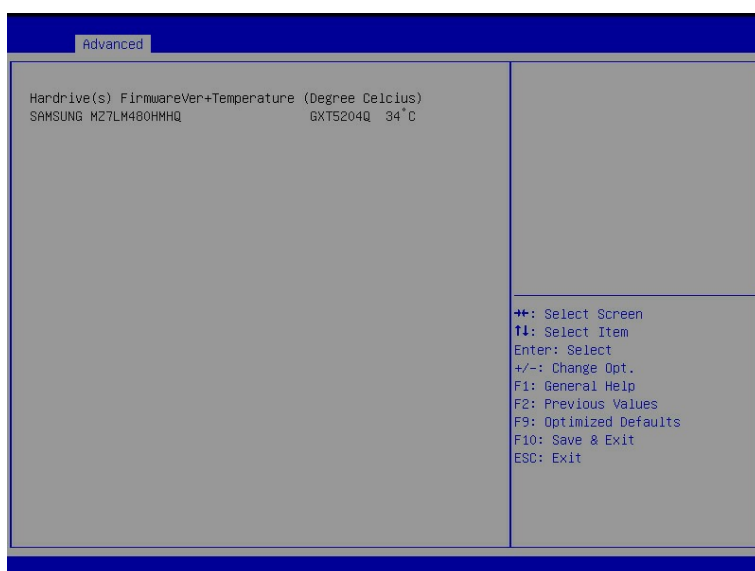 Advanced
Hardrive(s) FirmwareVer+Temperature (Degree Celcius)
SAMSUNG MZ7LM480HMHQ GXT5204Q 34°C
→←: Select Screen
↑↓: Select Item
Enter: Select
+/-: Change Opt.
F1: General Help
F2: Previous Values
F9: Optimized Defaults
F10: Save & Exit
ESC: Exit